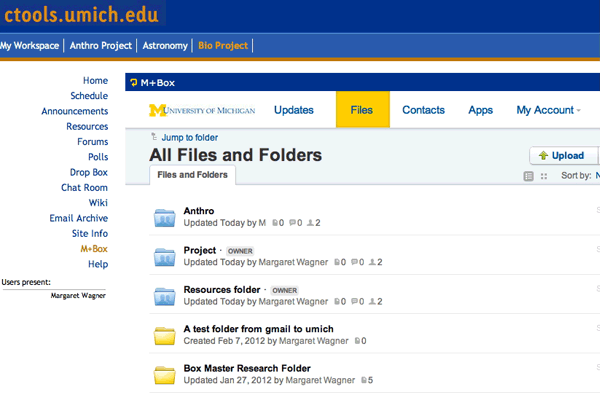 ctools.umich.edu
My Workspace Anthro Project Astronomy Bio Project
Home
Schedule
Announcements
Resources
Forums
Polls
Drop Box
Chat Room
Wiki
Email Archive
Site Info
M+Box
Help
Users present:
Margaret Wagner
M+Box
M UNIVERSITY OF MICHIGAN Updates Files Contacts Apps My Account
Jump to folder
All Files and Folders
Upload
Files and Folders
Sort by: N
Anthro
Updated Today by M 0 0 2
Project · OWNER
Updated Today by Margaret Wagner 0 0 2
Resources folder · OWNER
Updated Today by Margaret Wagner 0 0 2
A test folder from gmail to umich
Created Feb 7, 2012 by Margaret Wagner 0
Box Master Research Folder
Updated Jan 27, 2012 by Margaret Wagner 5